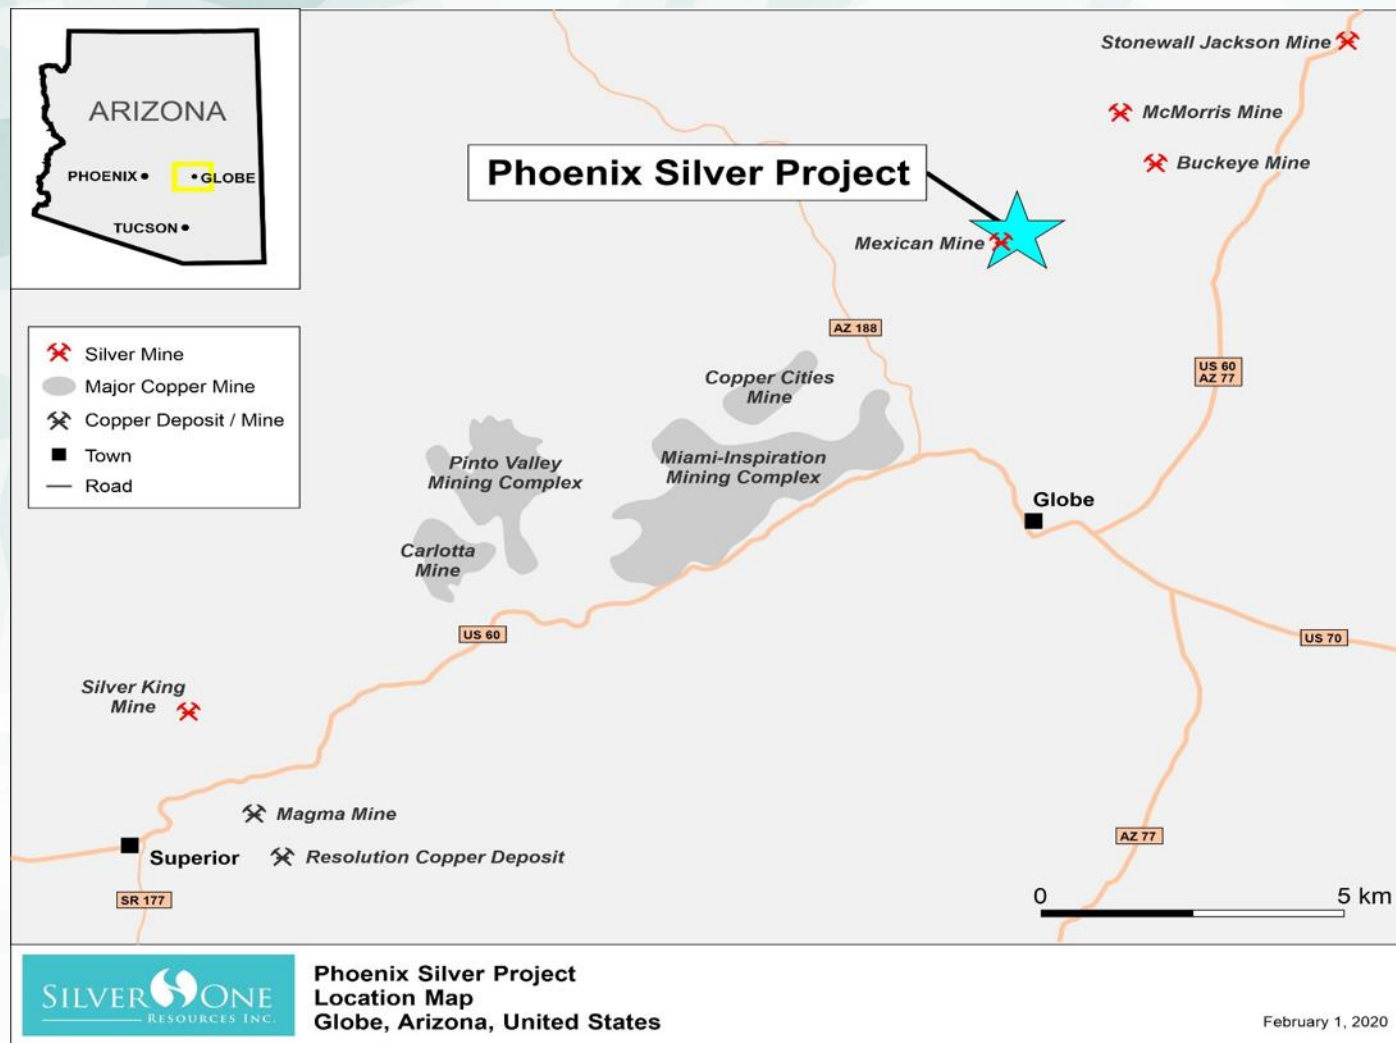 ARIZONA
PHOENIX
GLOBE
TUCSON
Stonewall Jackson Mine
McMorris Mine
Buckeye Mine
Phoenix Silver Project
Mexican Mine
Silver Mine
Major Copper Mine
Copper Deposit / Mine
Town
Road
AZ 188
US 60
AZ 77
Copper Cities
Mine
Pinto Valley
Mining Complex
Miami-Inspiration
Mining Complex
Globe
Carlotta
Mine
US 60
US 70
Silver King
Mine
Magma Mine
Superior
Resolution Copper Deposit
AZ 77
SR 177
0 5 km
SILVER ONE
RESOURCES INC.
Phoenix Silver Project
Location Map
Globe, Arizona, United States
February 1, 2020